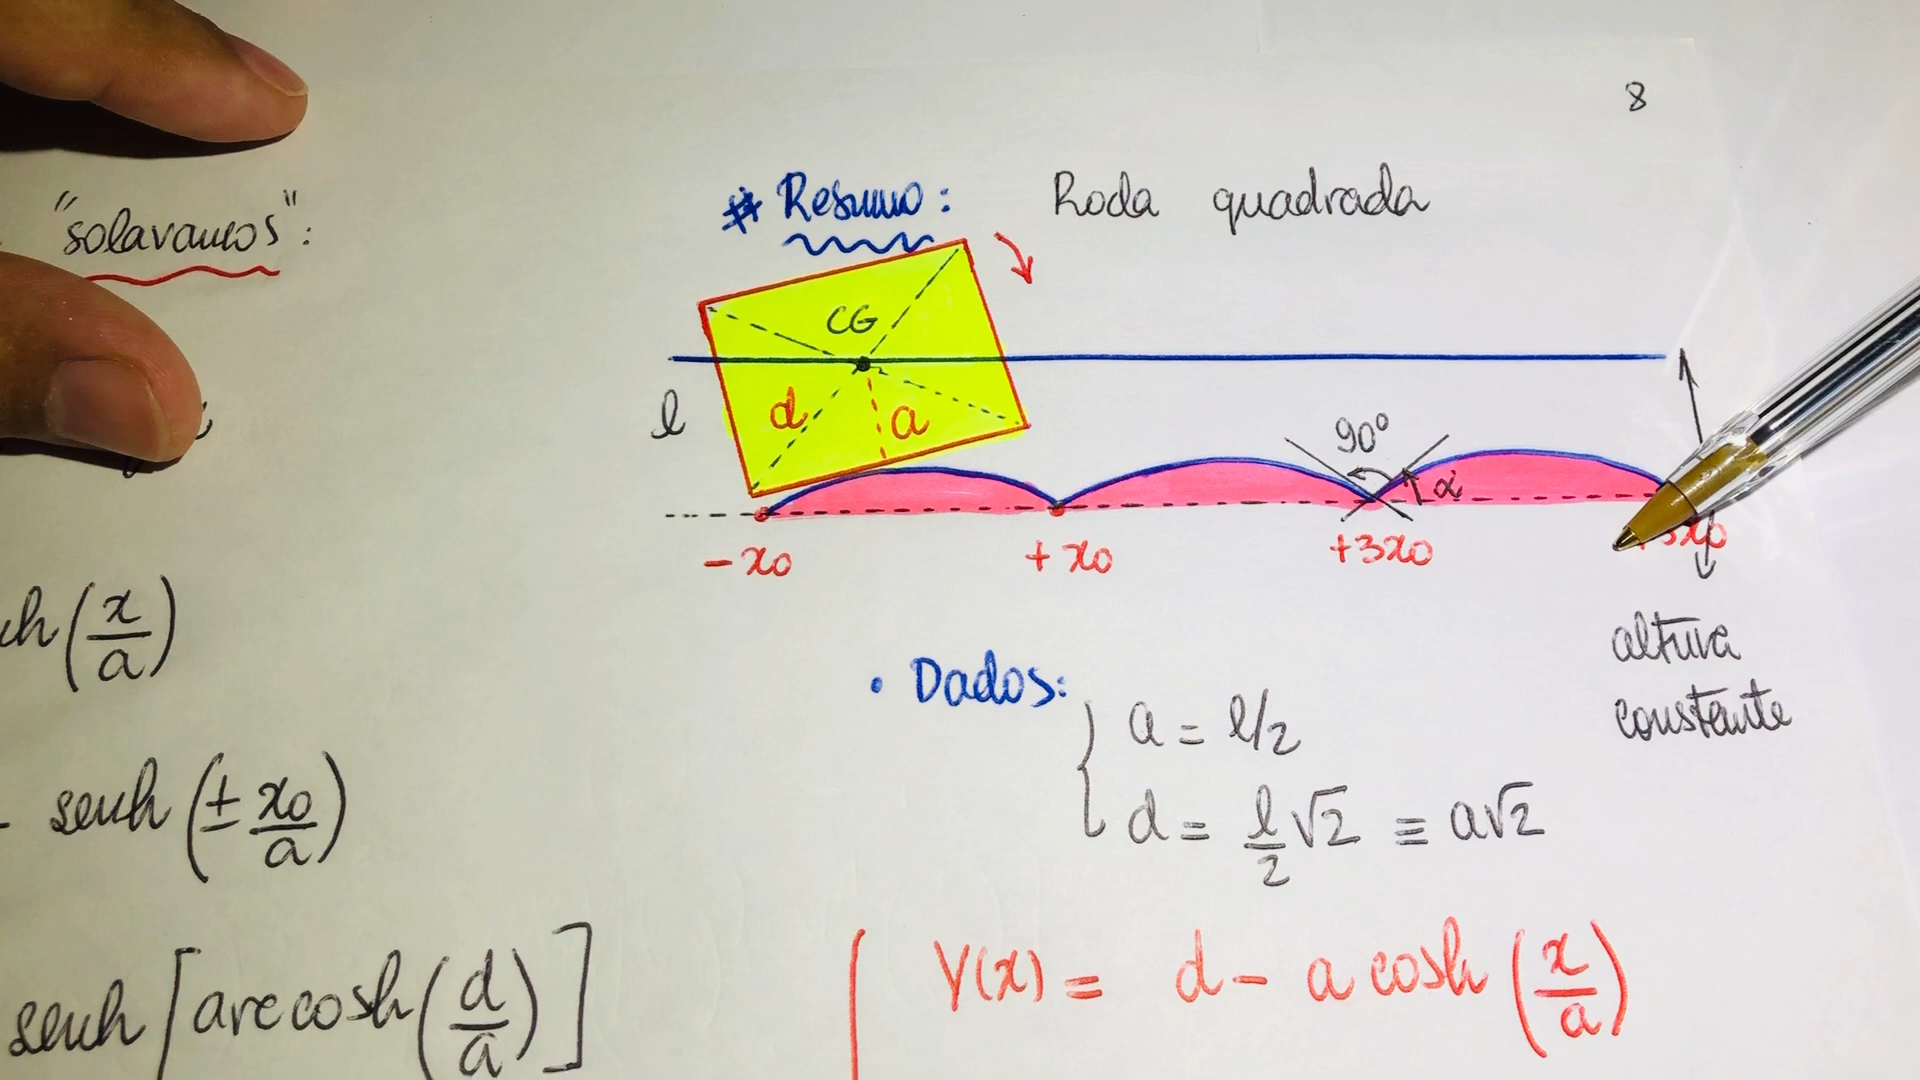 8
"solavancos":
# Resumo: Roda quadrada
CG
l d a
90°
α
- x₀ + x₀ +3x₀
altura
constante
(x/a)
• Dados:
a = l/2
d = l/2 √2 ≡ a√2
senh (± x₀/a)
senh [arccosh (d/a)]
Y(x) = d - a cosh (x/a)